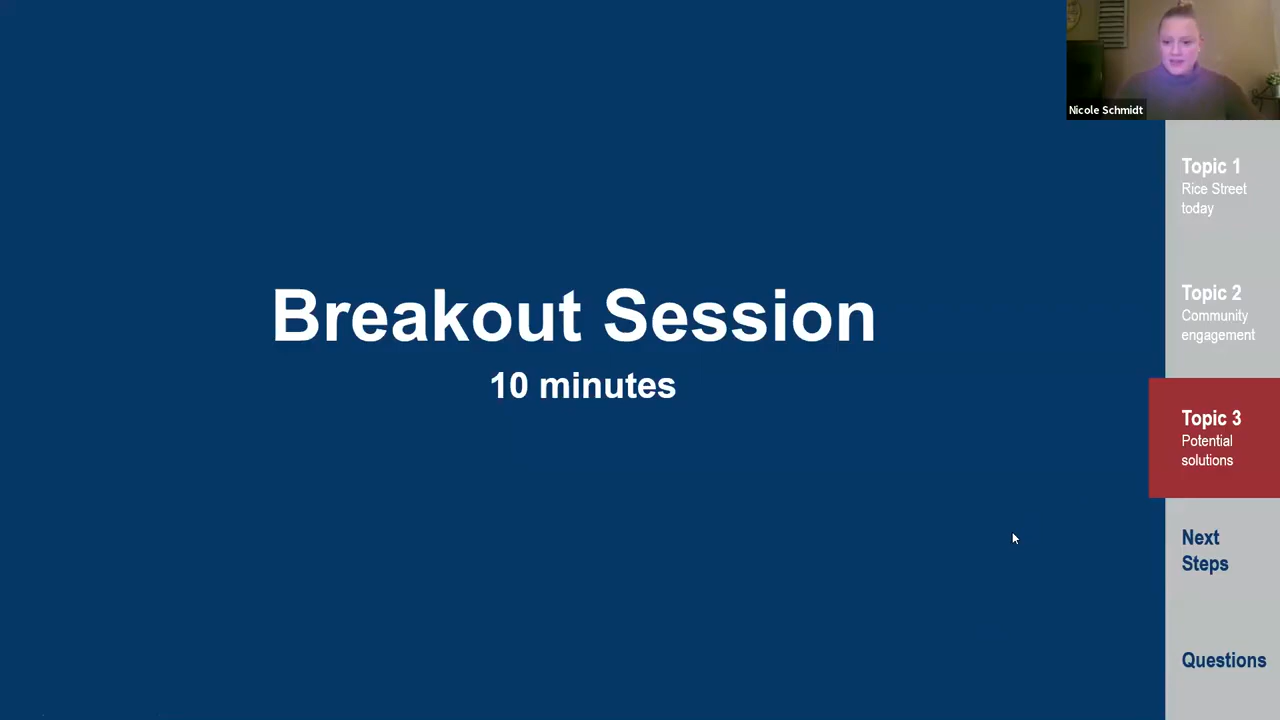 Nicole Schmidt
Breakout Session
10 minutes
Topic 1
Rice Street
today
Topic 2
Community
engagement
Topic 3
Potential
solutions
Next
Steps
Questions